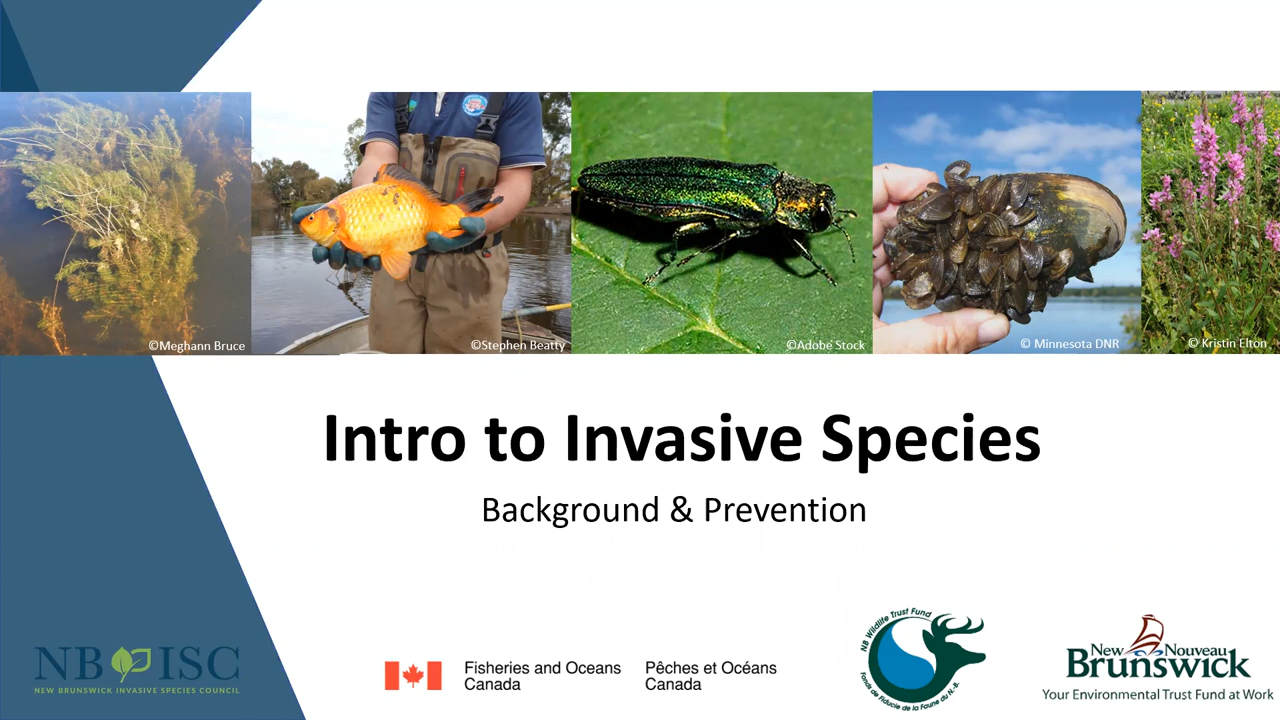 ©Meghann Bruce
©Stephen Beatty
©Adobe Stock
© Minnesota DNR
© Kristin Elton
Intro to Invasive Species
Background & Prevention
NB ISC
NEW BRUNSWICK INVASIVE SPECIES COUNCIL
Fisheries and Oceans
Canada
Pêches et Océans
Canada
NB Wildlife Trust Fund
Fonds de Fiducie de la Faune du N.-B.
New Nouveau
Brunswick
Your Environmental Trust Fund at Work